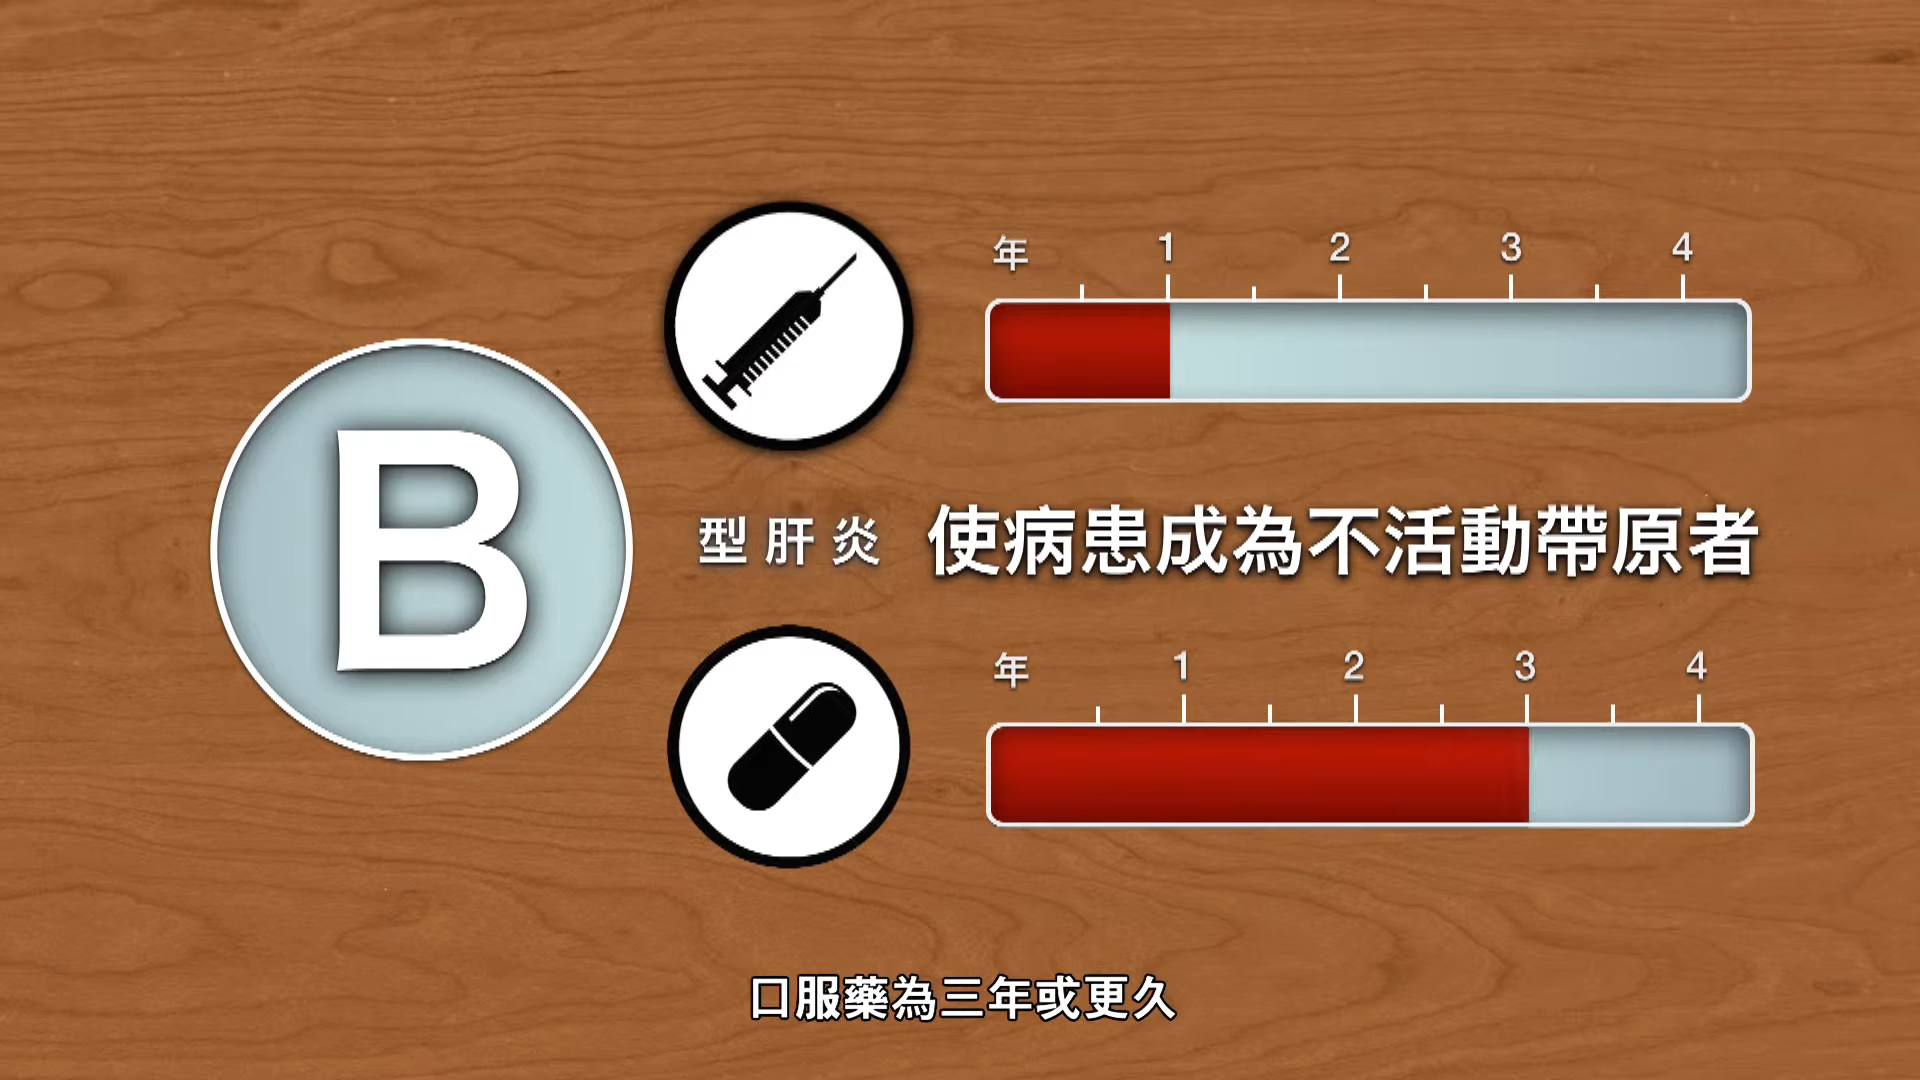 年 1 2 3 4
B
型肝炎
使病患成為不活動帶原者
年 1 2 3 4
口服藥為三年或更久